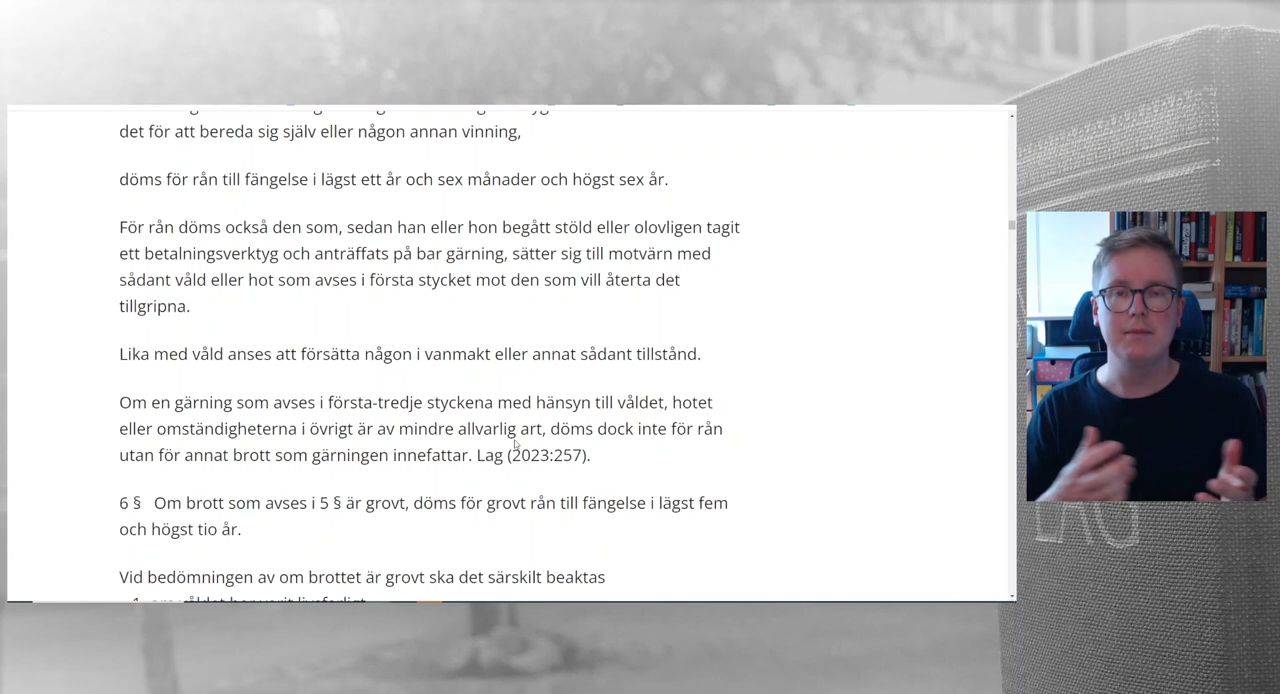 det för att bereda sig själv eller någon annan vinning,
döms för rån till fängelse i lägst ett år och sex månader och högst sex år.
För rån döms också den som, sedan han eller hon begått stöld eller olovligen tagit
ett betalningsverktyg och anträffats på bar gärning, sätter sig till motvärn med
sådant våld eller hot som avses i första stycket mot den som vill återta det
tillgripna.
Lika med våld anses att försätta någon i vanmakt eller annat sådant tillstånd.
Om en gärning som avses i första-tredje styckena med hänsyn till våldet, hotet
eller omständigheterna i övrigt är av mindre allvarlig art, döms dock inte för rån
utan för annat brott som gärningen innefattar. Lag (2023:257).
6 § Om brott som avses i 5 § är grovt, döms för grovt rån till fängelse i lägst fem
och högst tio år.
Vid bedömningen av om brottet är grovt ska det särskilt beaktas
LAG